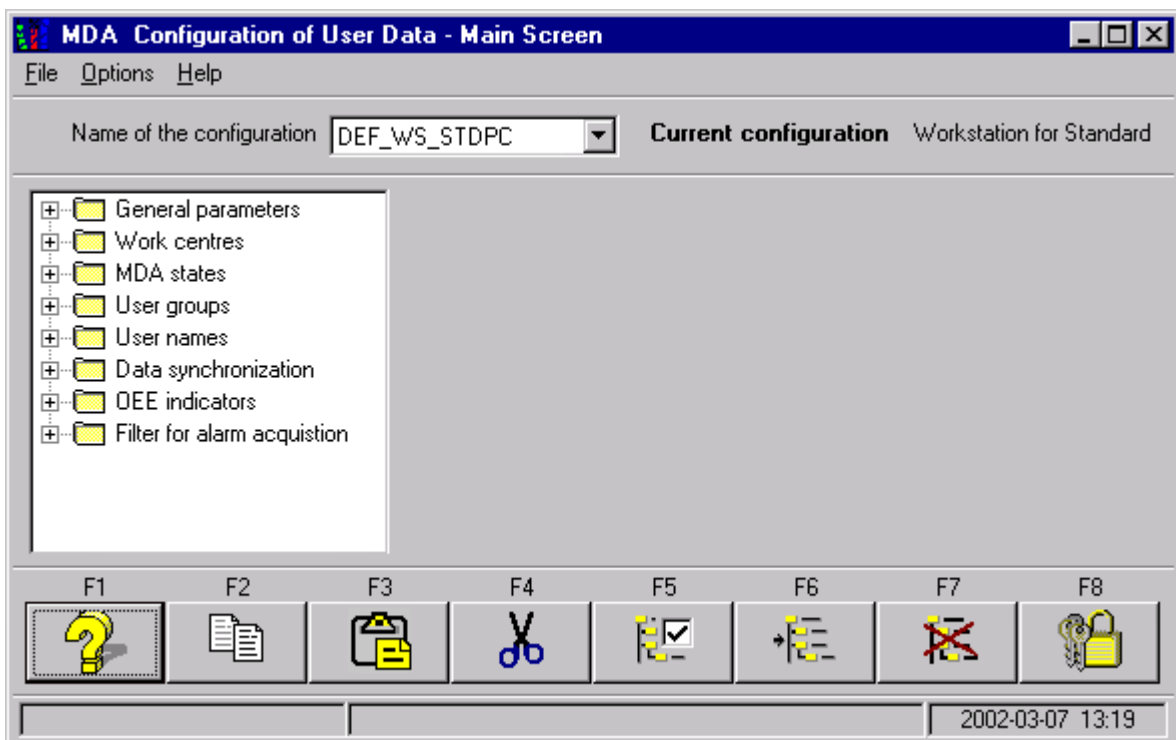 MDA Configuration of User Data - Main Screen
File Options Help
Name of the configuration DEF_WS_STDPC Current configuration Workstation for Standard
General parameters
Work centres
MDA states
User groups
User names
Data synchronization
OEE indicators
Filter for alarm acquistion
F1 F2 F3 F4 F5 F6 F7 F8
2002-03-07 13:19